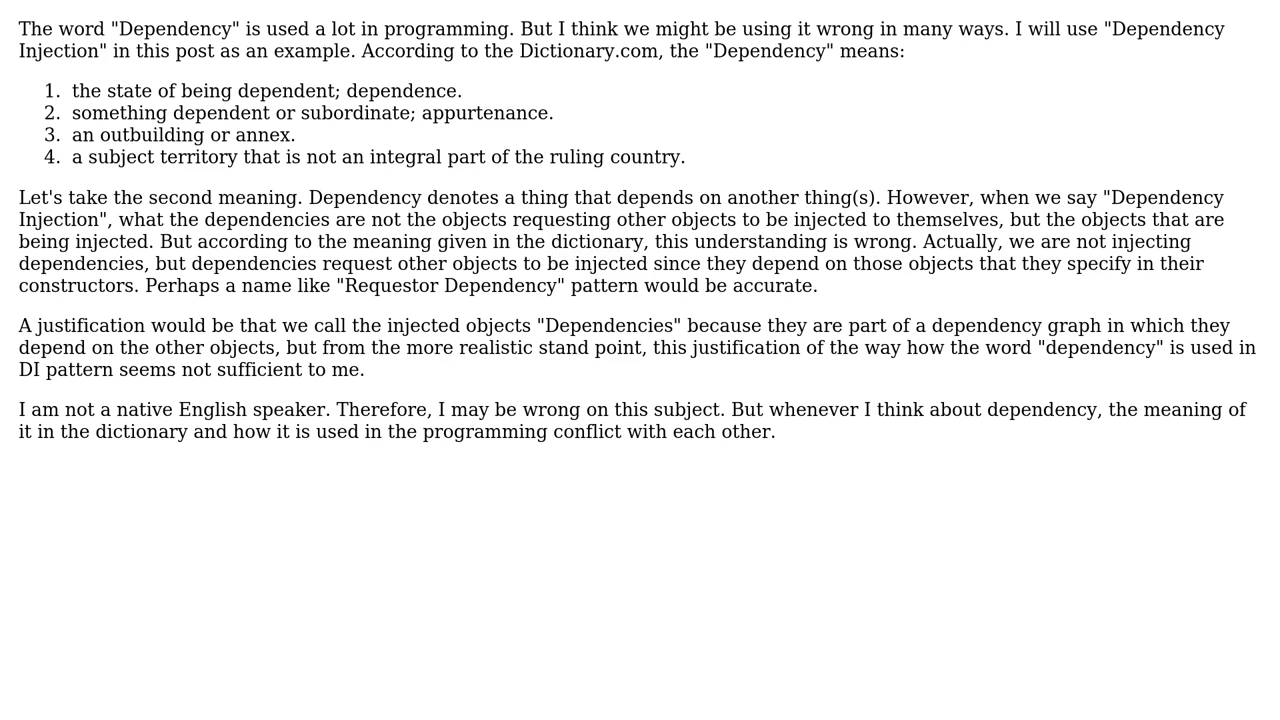 The word "Dependency" is used a lot in programming. But I think we might be using it wrong in many ways. I will use "Dependency
Injection" in this post as an example. According to the Dictionary.com, the "Dependency" means:
1. the state of being dependent; dependence.
2. something dependent or subordinate; appurtenance.
3. an outbuilding or annex.
4. a subject territory that is not an integral part of the ruling country.
Let's take the second meaning. Dependency denotes a thing that depends on another thing(s). However, when we say "Dependency
Injection", what the dependencies are not the objects requesting other objects to be injected to themselves, but the objects that are
being injected. But according to the meaning given in the dictionary, this understanding is wrong. Actually, we are not injecting
dependencies, but dependencies request other objects to be injected since they depend on those objects that they specify in their
constructors. Perhaps a name like "Requestor Dependency" pattern would be accurate.
A justification would be that we call the injected objects "Dependencies" because they are part of a dependency graph in which they
depend on the other objects, but from the more realistic stand point, this justification of the way how the word "dependency" is used in
DI pattern seems not sufficient to me.
I am not a native English speaker. Therefore, I may be wrong on this subject. But whenever I think about dependency, the meaning of
it in the dictionary and how it is used in the programming conflict with each other.